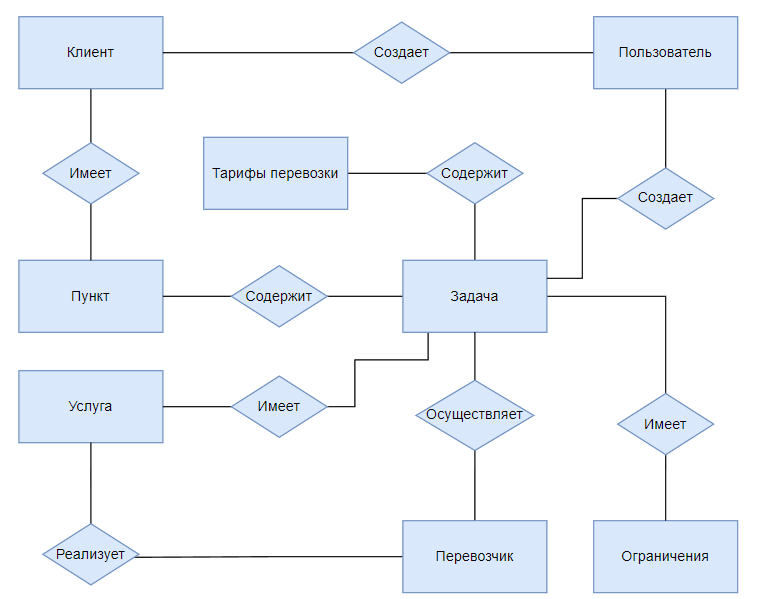 Клиент
Создает
Пользователь
Имеет
Тарифы перевозки
Содержит
Создает
Пункт
Содержит
Задача
Услуга
Имеет
Осуществляет
Имеет
Реализует
Перевозчик
Ограничения